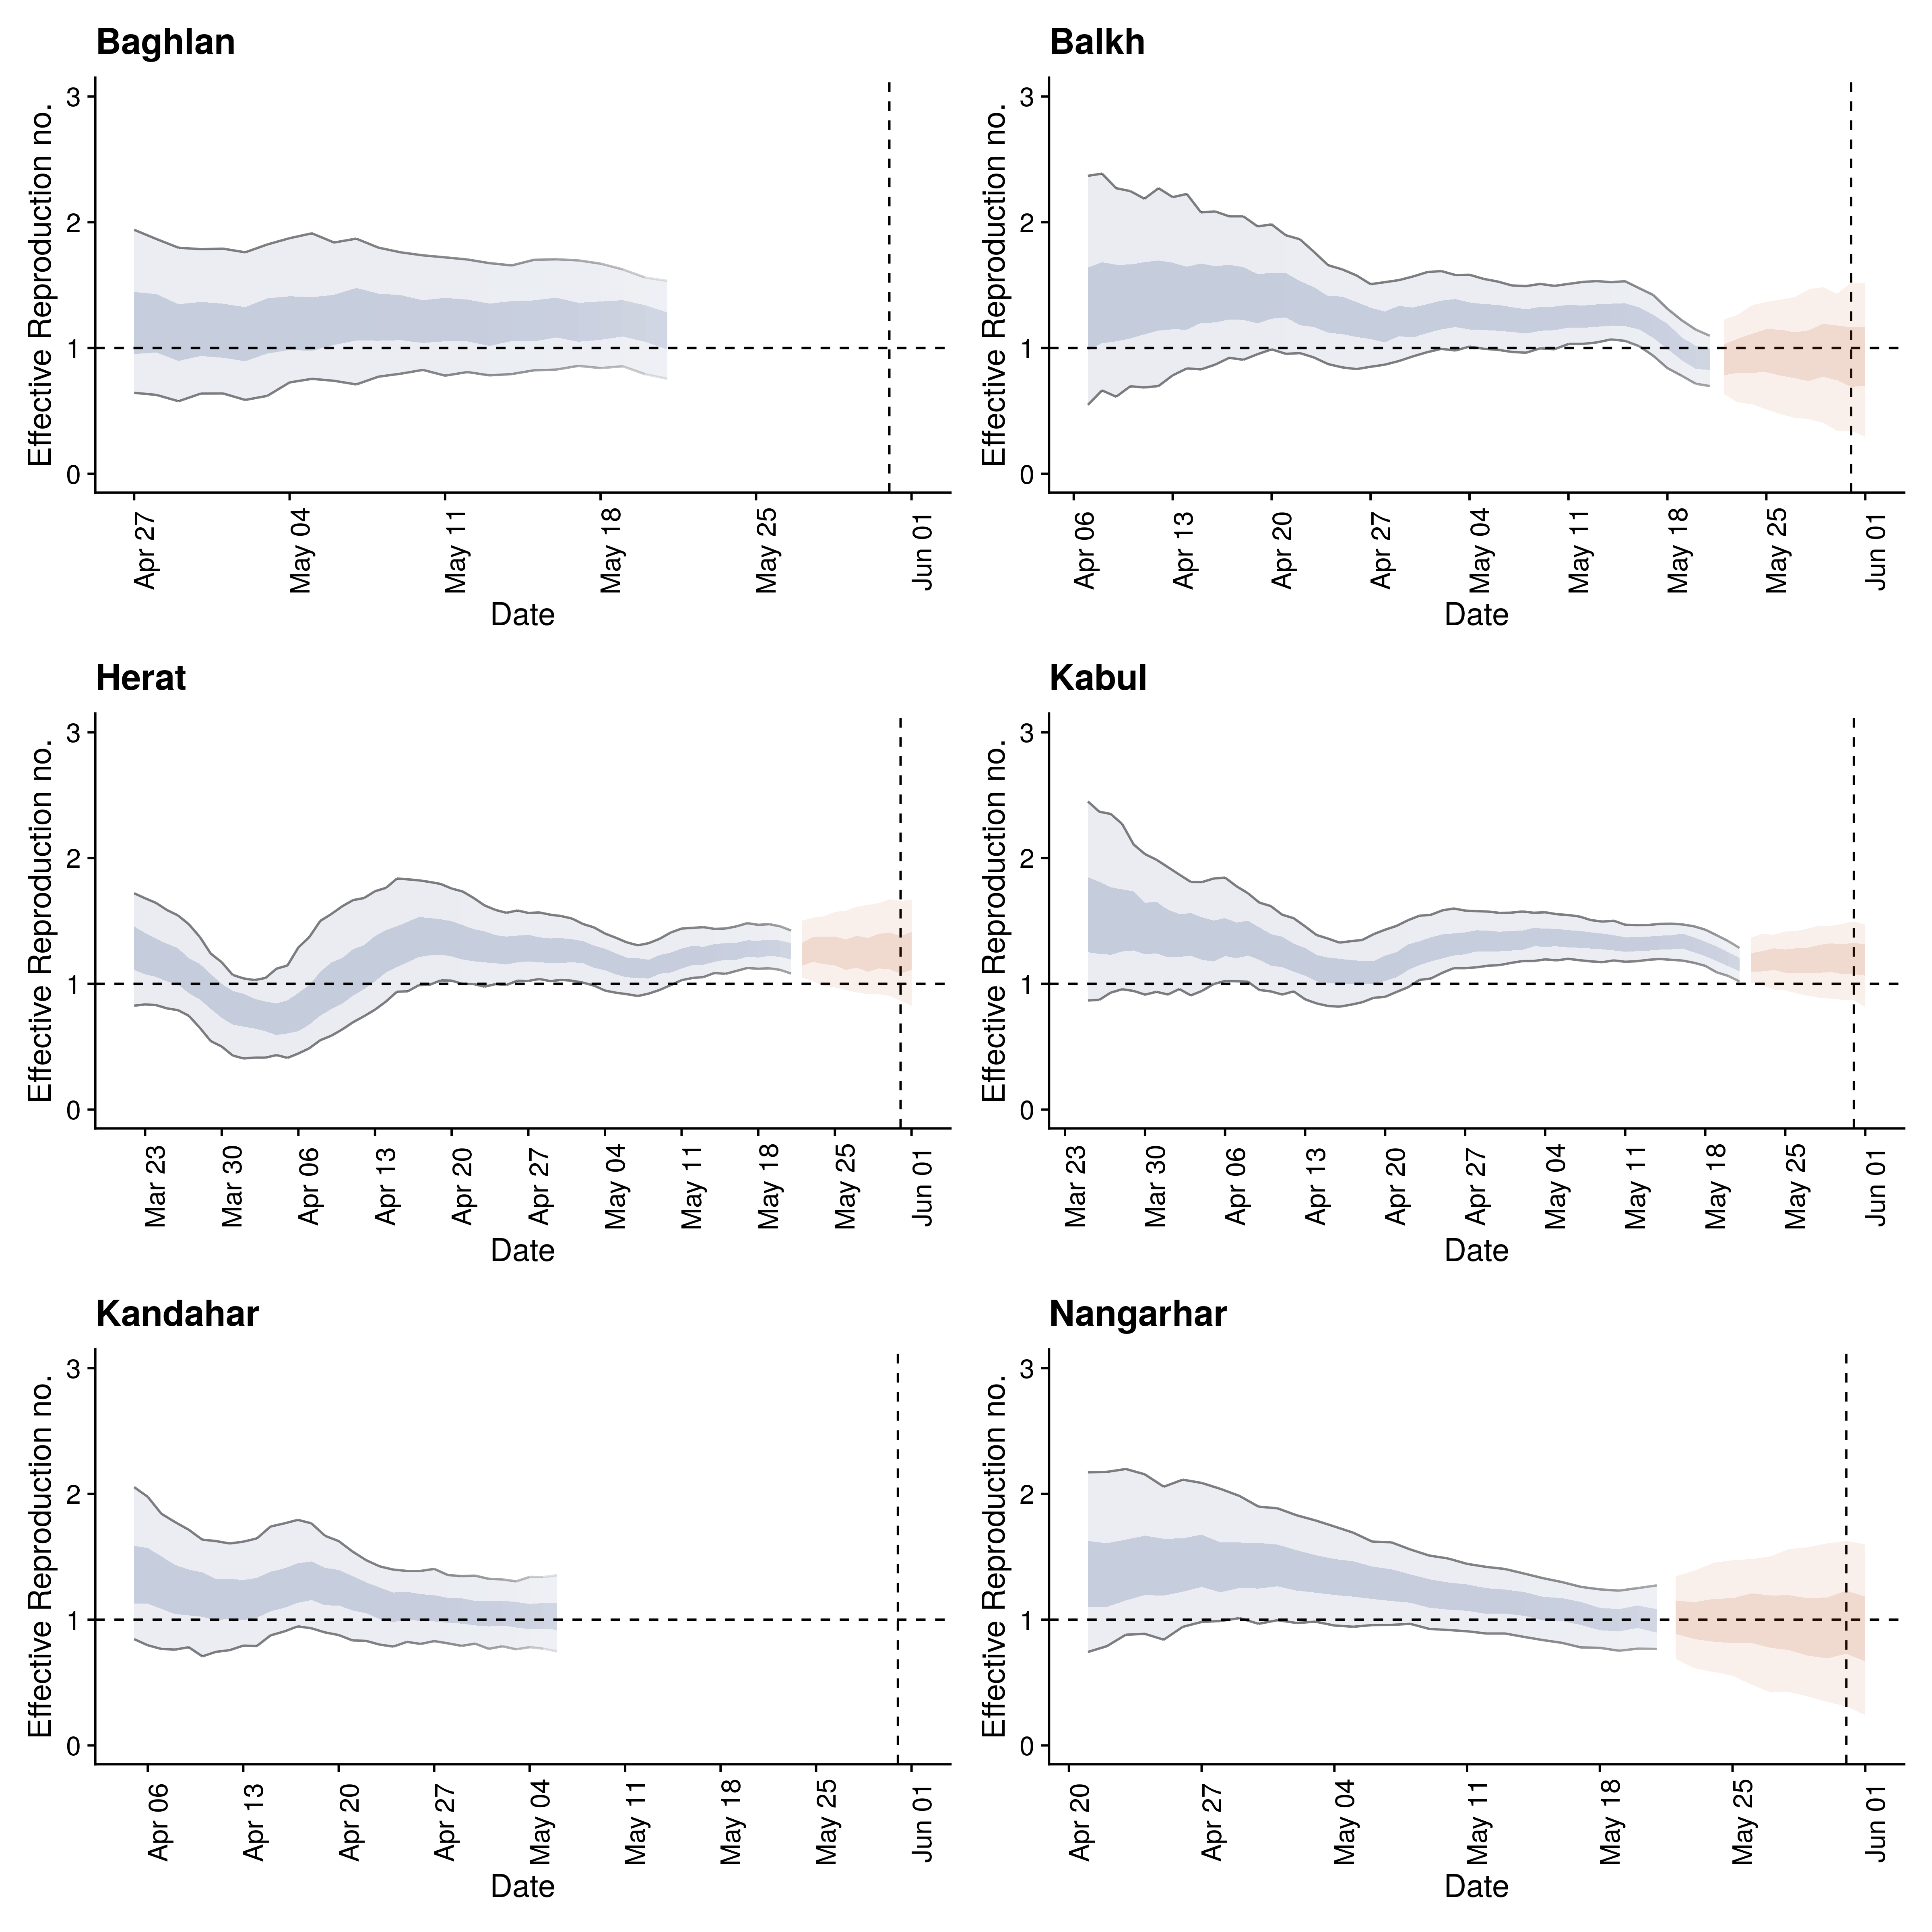 Baghlan
Effective Reproduction no.
3
2
1
0
Apr 27
May 04
May 11
May 18
May 25
Jun 01
Date
Balkh
Effective Reproduction no.
3
2
1
0
Apr 06
Apr 13
Apr 20
Apr 27
May 04
May 11
May 18
May 25
Jun 01
Date
Herat
Effective Reproduction no.
3
2
1
0
Mar 23
Mar 30
Apr 06
Apr 13
Apr 20
Apr 27
May 04
May 11
May 18
May 25
Jun 01
Date
Kabul
Effective Reproduction no.
3
2
1
0
Mar 23
Mar 30
Apr 06
Apr 13
Apr 20
Apr 27
May 04
May 11
May 18
May 25
Jun 01
Date
Kandahar
Effective Reproduction no.
3
2
1
0
Apr 06
Apr 13
Apr 20
Apr 27
May 04
May 11
May 18
May 25
Jun 01
Date
Nangarhar
Effective Reproduction no.
3
2
1
0
Apr 20
Apr 27
May 04
May 11
May 18
May 25
Jun 01
Date